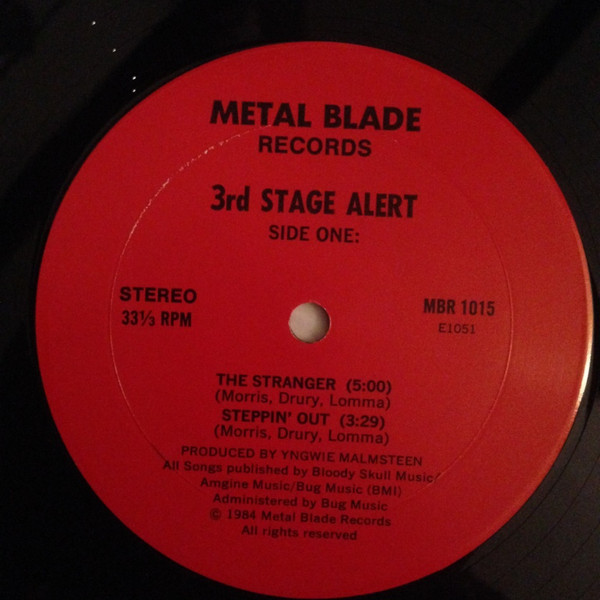 METAL BLADE
RECORDS
3rd STAGE ALERT
SIDE ONE:
STEREO
33⅓ RPM
MBR 1015
E1051
THE STRANGER (5:00)
(Morris, Drury, Lomma)
STEPPIN' OUT (3:29)
(Morris, Drury, Lomma)
PRODUCED BY YNGWIE MALMSTEEN
All Songs published by Bloody Skull Music/
Amgine Music/Bug Music (BMI)
Administered by Bug Music
© 1984 Metal Blade Records
All rights reserved